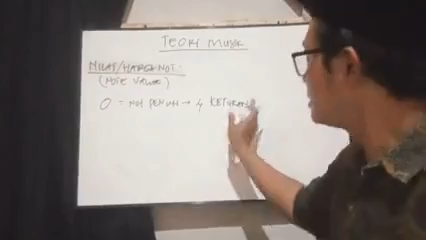 TEORI MUSIK
NILAI/HARGA NOT :
(NOTE VALUE)
O = NOT PENUH → 4 KETUKAN